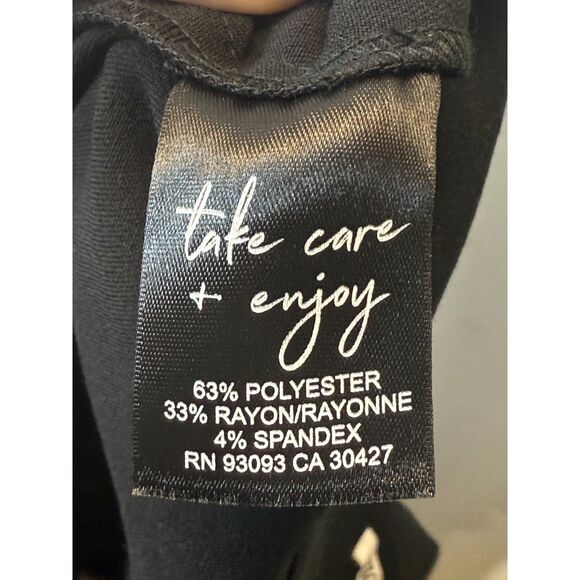 take care
+ enjoy
63% POLYESTER
33% RAYON/RAYONNE
4% SPANDEX
RN 93093 CA 30427